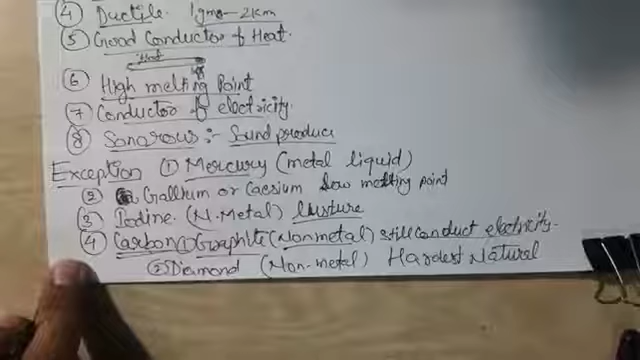 ④ Ductile. 1gms - 2km
⑤ Good Conductor of Heat.
Heat
⑥ High melting Point
⑦ Conductor of electricity.
⑧ Sonarous :- Sound produce
Exception ① Mercury (metal liquid)
② Gallium or Caesium low melting point
③ Iodine. (N. Metal) lusture
④ Carbon ① Graphite (Nonmetal) still conduct electricity.
② Diamond (Non-metal) Hardest Natural